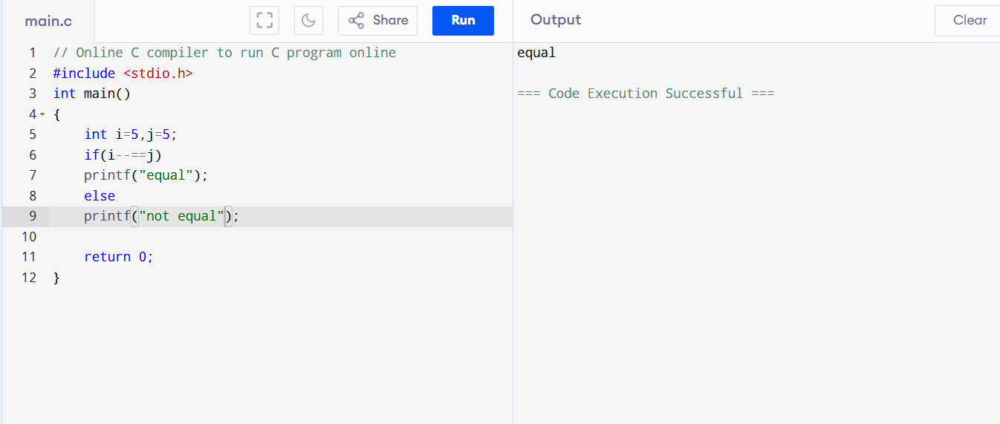 main.c
Share
Run
Output
Clear
1 // Online C compiler to run C program online
2 #include <stdio.h>
3 int main()
4 {
5     int i=5,j=5;
6     if(i--==j)
7     printf("equal");
8     else
9     printf("not equal");
10
11     return 0;
12 }
equal
=== Code Execution Successful ===